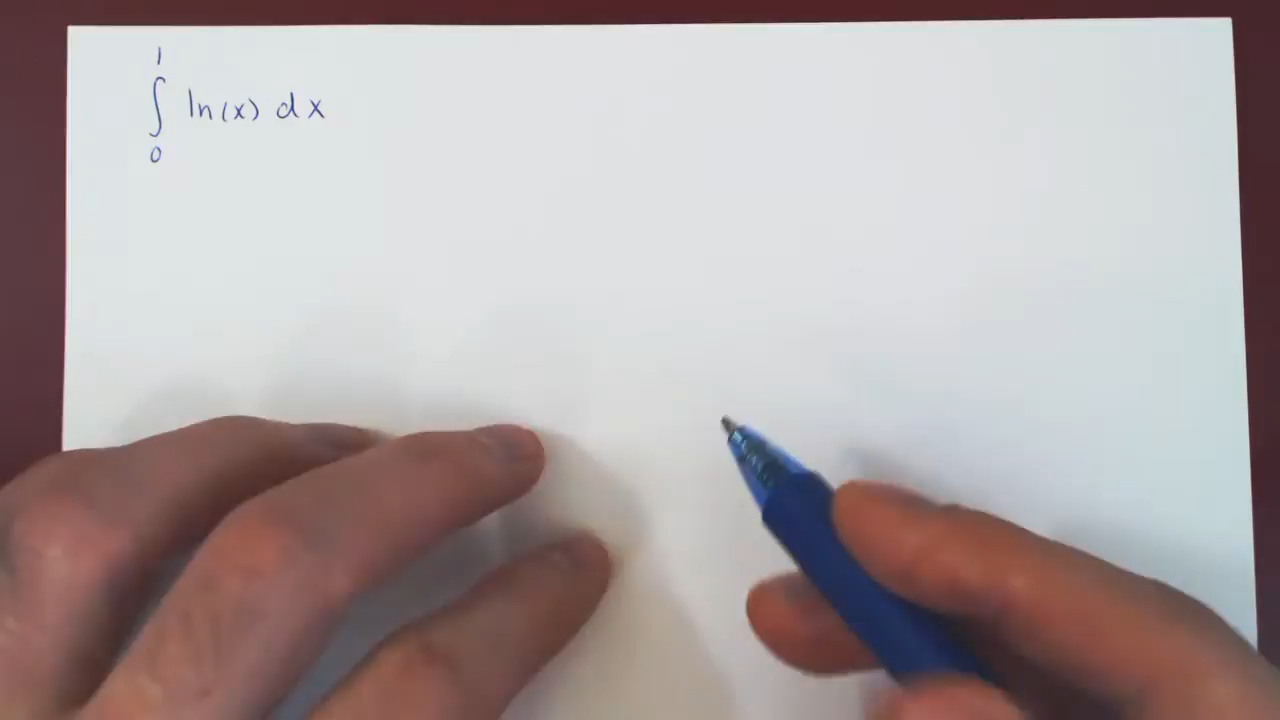 ∫₀¹ ln(x) dx